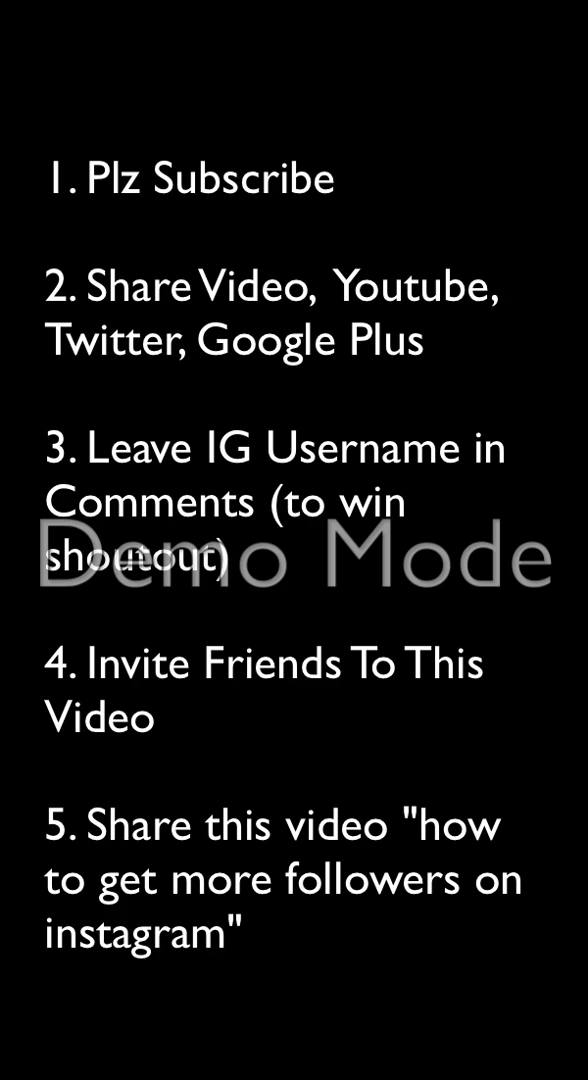 1. Plz Subscribe
2. Share Video,  Youtube,
Twitter, Google Plus
3. Leave IG Username in
Comments (to win
shoutout)
Demo Mode
4. Invite Friends To This
Video
5. Share this video "how
to get more followers on
instagram"